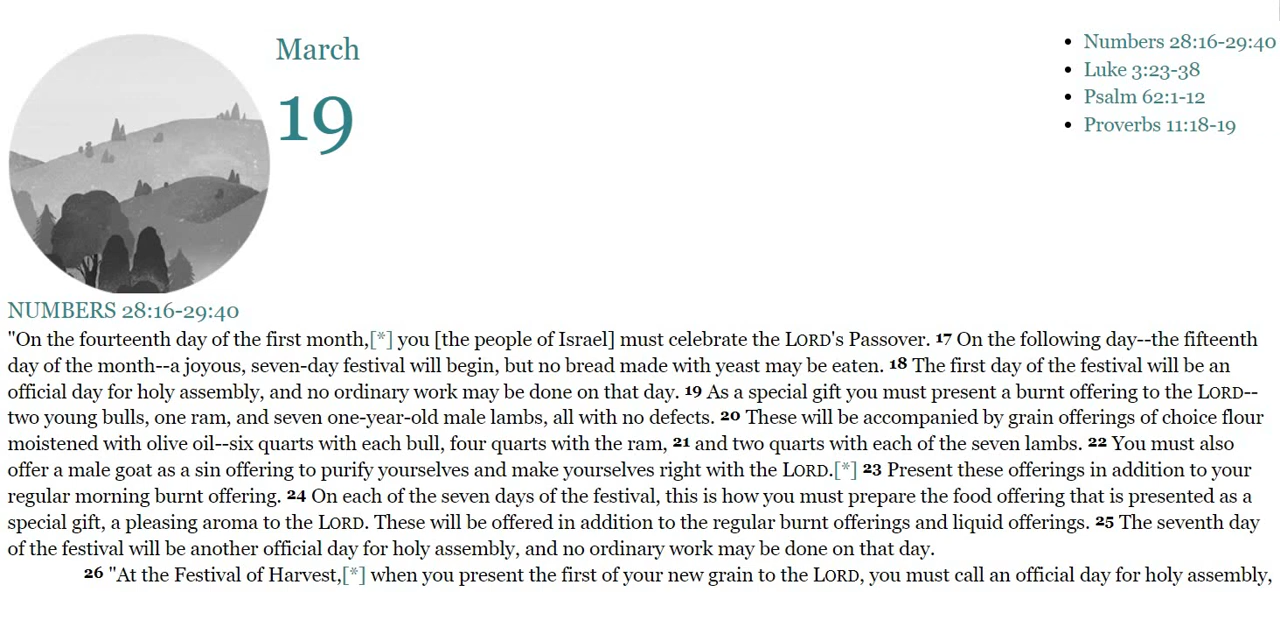 March
19
• Numbers 28:16-29:40
• Luke 3:23-38
• Psalm 62:1-12
• Proverbs 11:18-19
NUMBERS 28:16-29:40
"On the fourteenth day of the first month,[*] you [the people of Israel] must celebrate the LORD's Passover. 17 On the following day--the fifteenth
day of the month--a joyous, seven-day festival will begin, but no bread made with yeast may be eaten. 18 The first day of the festival will be an
official day for holy assembly, and no ordinary work may be done on that day. 19 As a special gift you must present a burnt offering to the LORD--
two young bulls, one ram, and seven one-year-old male lambs, all with no defects. 20 These will be accompanied by grain offerings of choice flour
moistened with olive oil--six quarts with each bull, four quarts with the ram, 21 and two quarts with each of the seven lambs. 22 You must also
offer a male goat as a sin offering to purify yourselves and make yourselves right with the LORD.[*] 23 Present these offerings in addition to your
regular morning burnt offering. 24 On each of the seven days of the festival, this is how you must prepare the food offering that is presented as a
special gift, a pleasing aroma to the LORD. These will be offered in addition to the regular burnt offerings and liquid offerings. 25 The seventh day
of the festival will be another official day for holy assembly, and no ordinary work may be done on that day.
26 "At the Festival of Harvest,[*] when you present the first of your new grain to the LORD, you must call an official day for holy assembly,